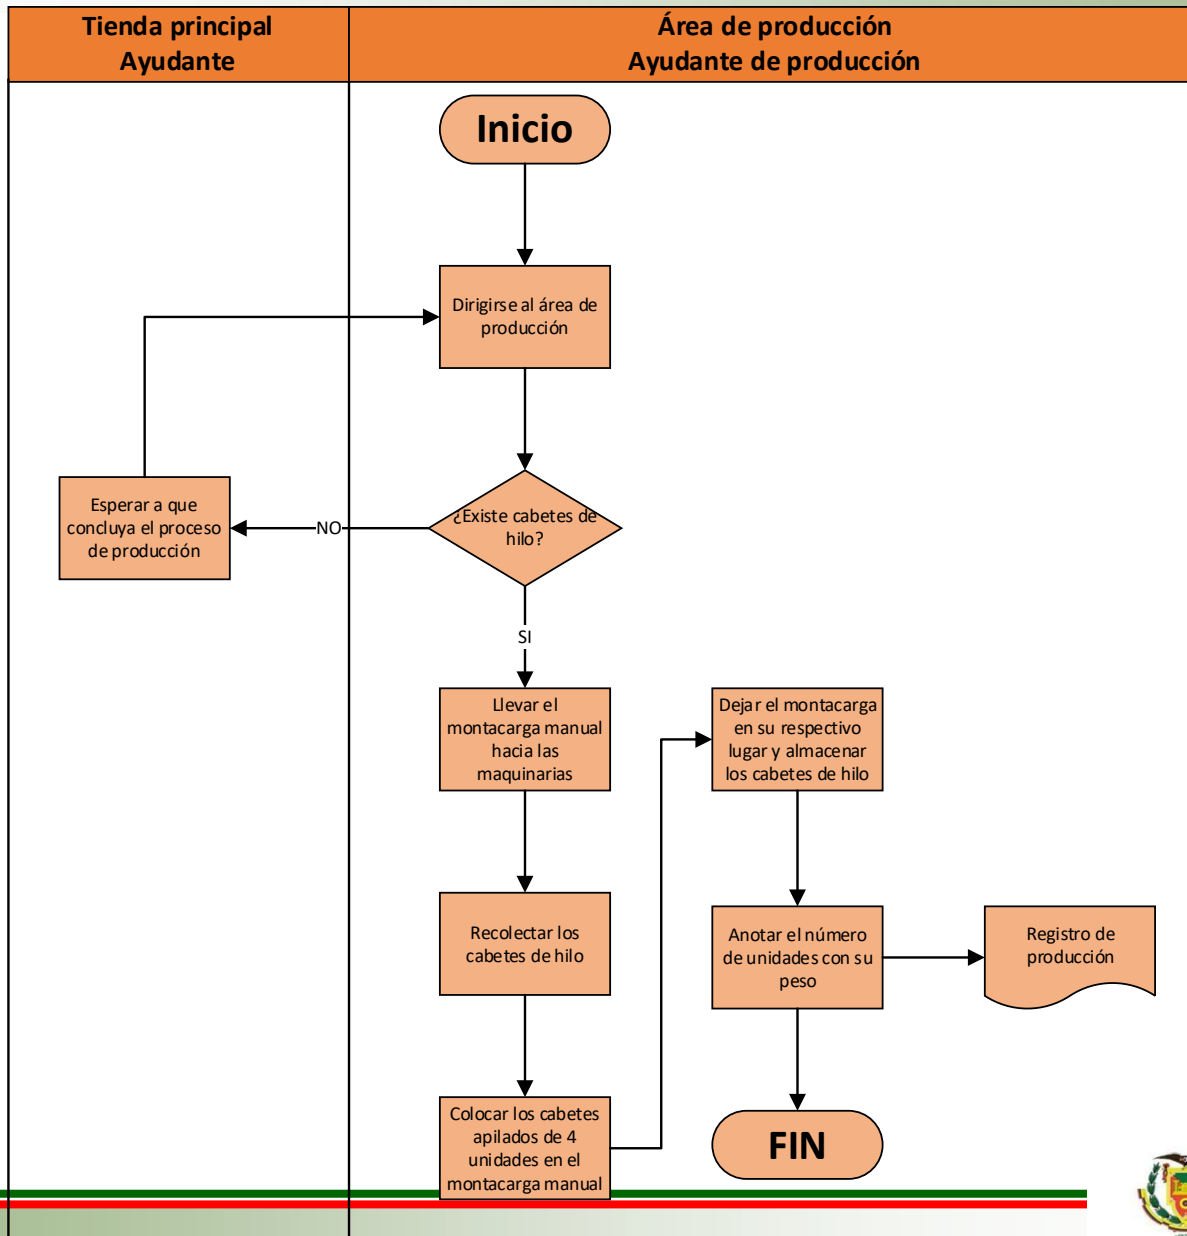 Tienda principal
Ayudante
Área de producción
Ayudante de producción
Inicio
Dirigirse al área de
producción
Esperar a que
concluya el proceso
de producción
NO
¿Existe cabetes de
hilo?
SI
Llevar el
montacarga manual
hacia las
maquinarias
Recolectar los
cabetes de hilo
Colocar los cabetes
apilados de 4
unidades en el
montacarga manual
Dejar el montacarga
en su respectivo
lugar y almacenar
los cabetes de hilo
Anotar el número
de unidades con su
peso
Registro de
producción
FIN